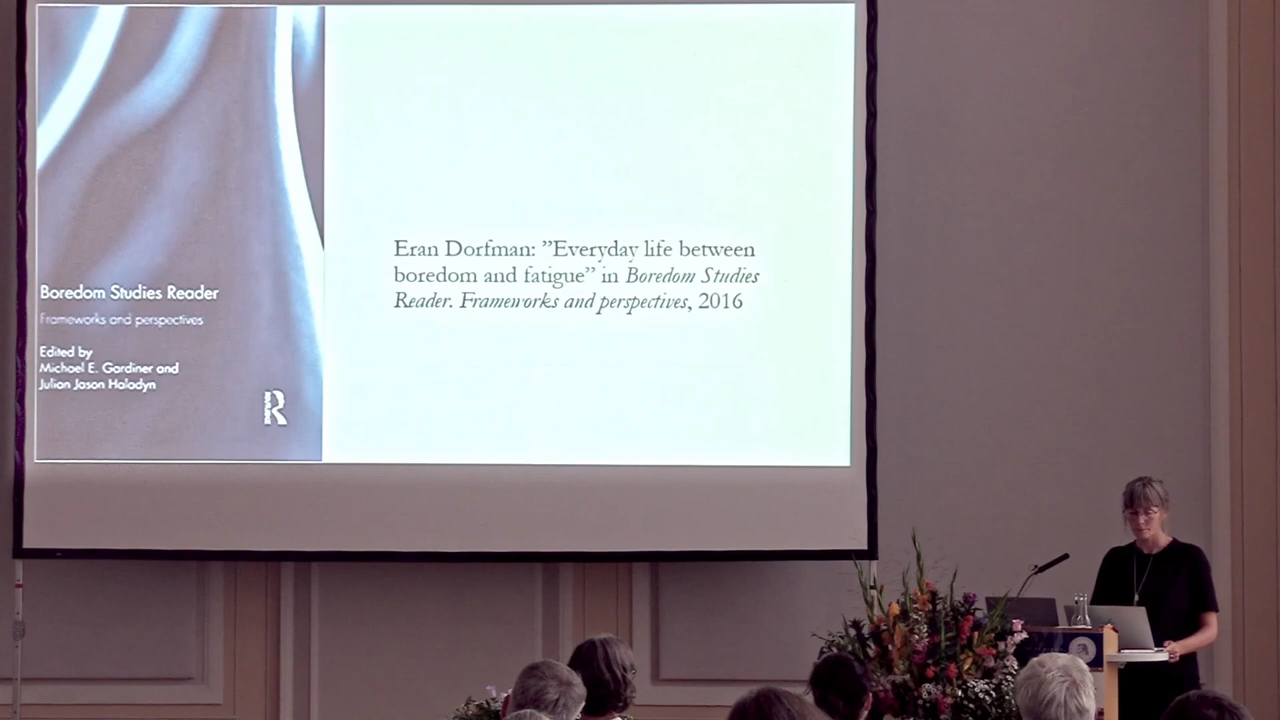 Boredom Studies Reader
Frameworks and perspectives
Edited by
Michael E. Gardiner and
Julian Jason Haladyn
R
Eran Dorfman: ”Everyday life between
boredom and fatigue” in Boredom Studies
Reader. Frameworks and perspectives, 2016